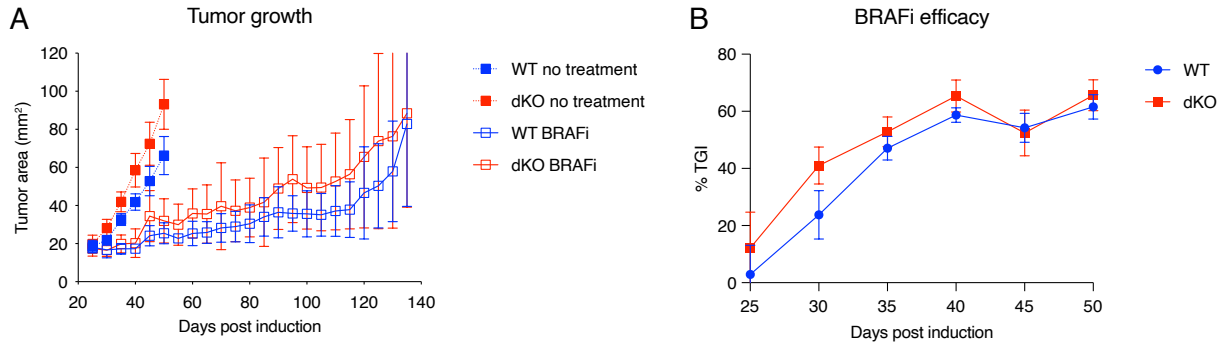 A
Tumor growth
Tumor area (mm²)
120
100
80
60
40
20
0
20 40 60 80 100 120 140
Days post induction
WT no treatment
dKO no treatment
WT BRAFi
dKO BRAFi
B
BRAFi efficacy
% TGI
80
60
40
20
0
25 30 35 40 45 50
Days post induction
WT
dKO